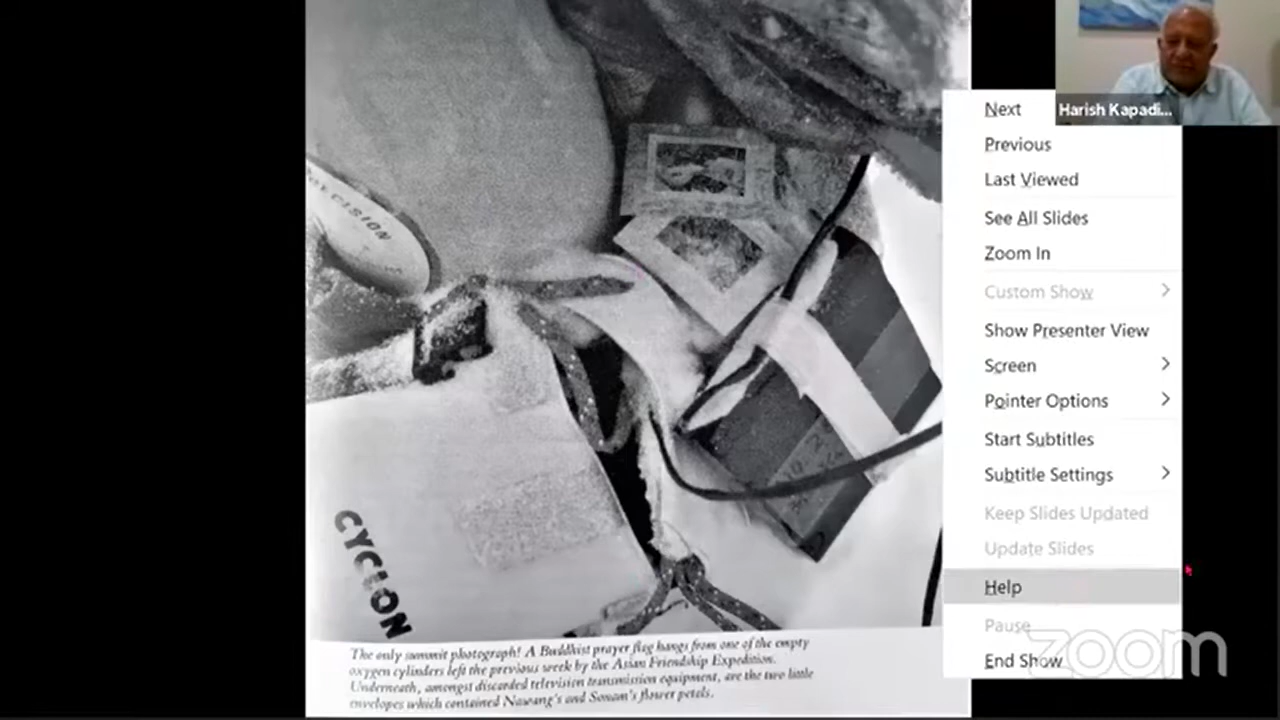 Harish Kapadi...
Next
Previous
Last Viewed
See All Slides
Zoom In
Custom Show
Show Presenter View
Screen
Pointer Options
Start Subtitles
Subtitle Settings
Keep Slides Updated
Update Slides
Help
Pause
End Show
zoom
CYCLON
The only summit photograph! A Buddhist prayer flag hangs from one of the empty
oxygen cylinders left the previous week by the Asian Friendship Expedition.
Underneath, amongst discarded television transmission equipment, are the two little
envelopes which contained Nawang's and Sonam's flower petals.